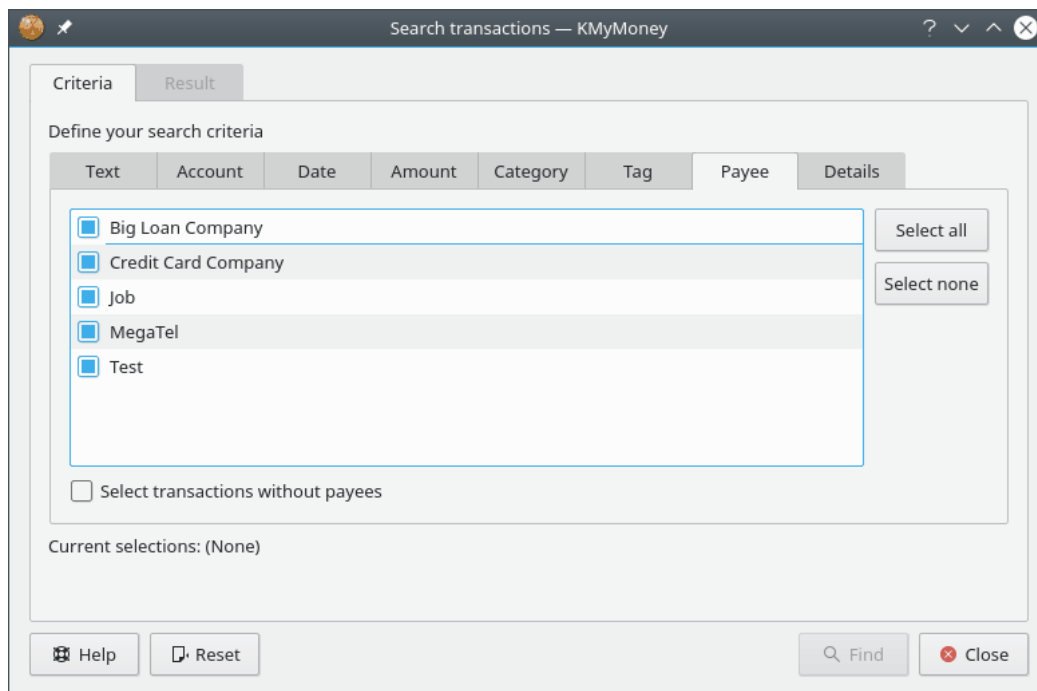 Search transactions — KMyMoney
Criteria Result
Define your search criteria
Text Account Date Amount Category Tag Payee Details
Big Loan Company
Select all
Credit Card Company
Select none
Job
MegaTel
Test
Select transactions without payees
Current selections: (None)
Help Reset Find Close